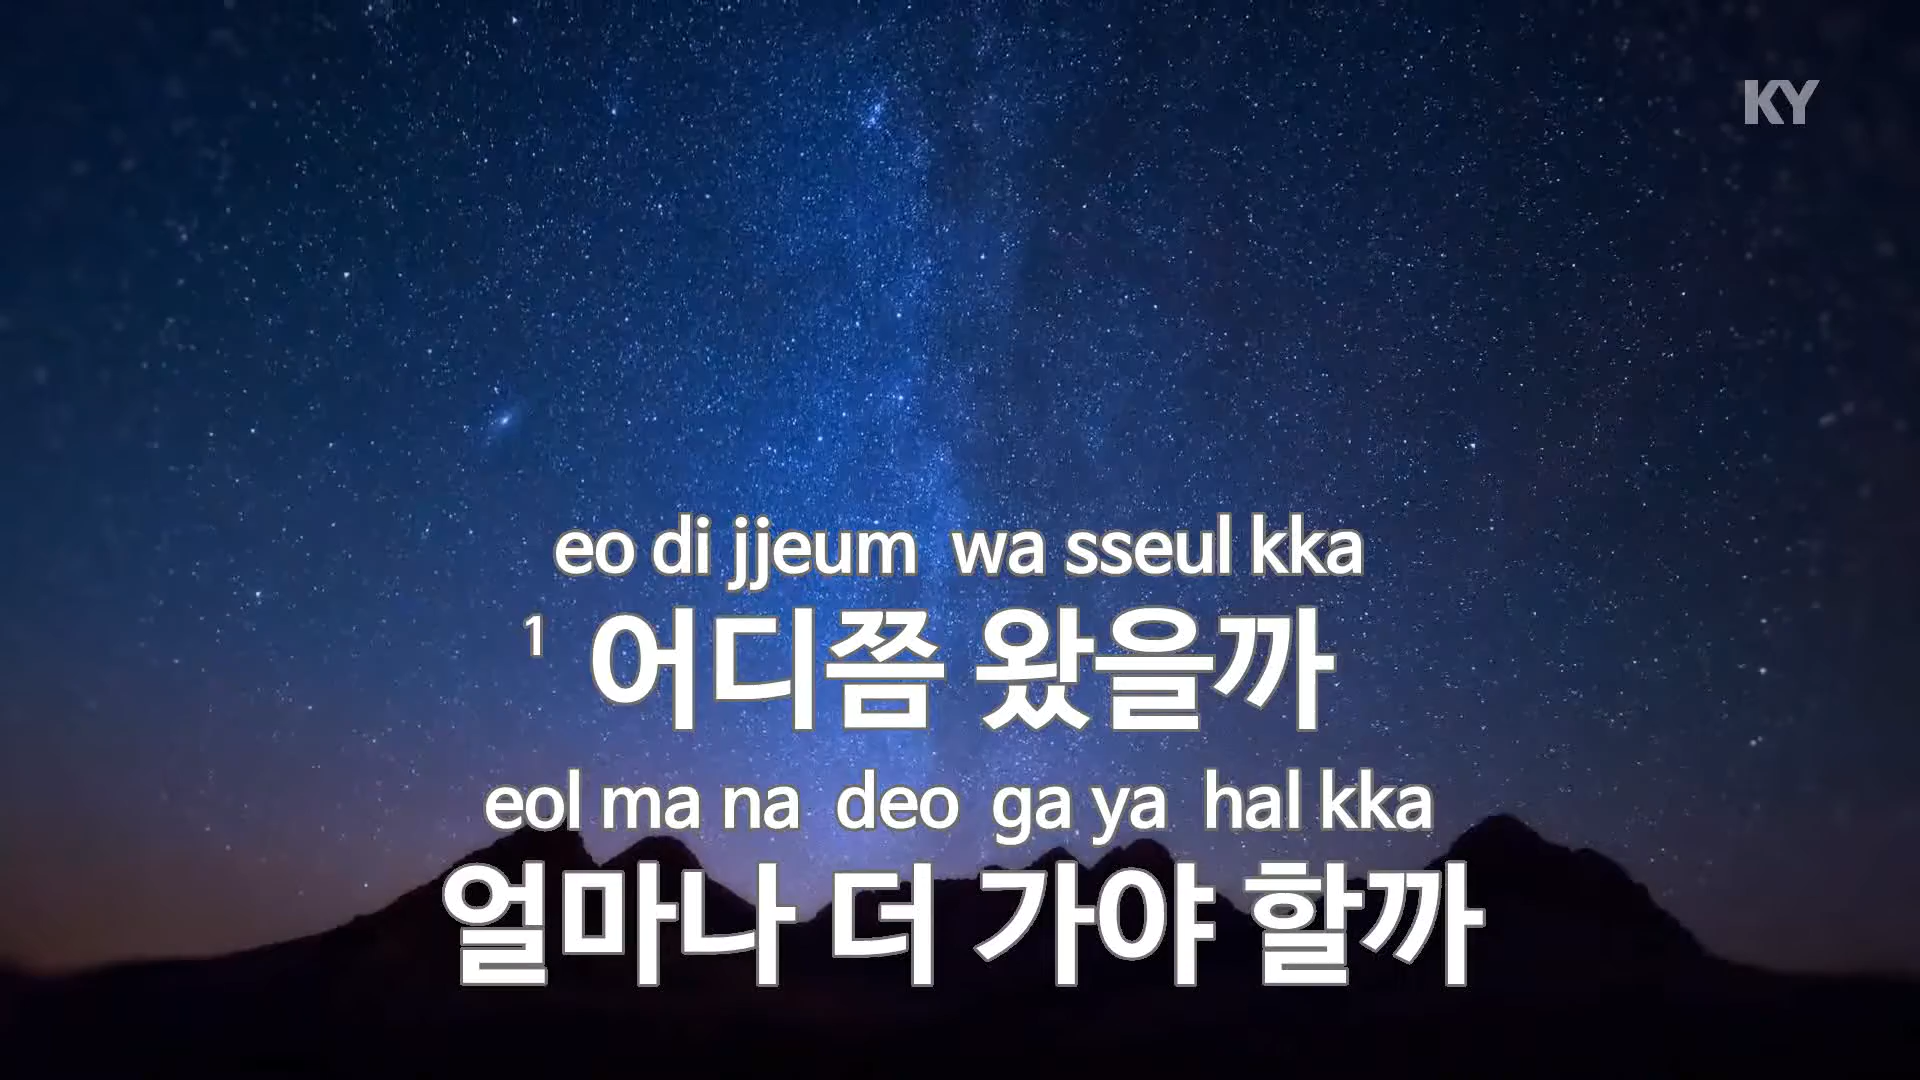 KY
eo di jjeum wa sseul kka
1 어디쯤 왔을까
eol ma na deo ga ya hal kka
얼마나 더 가야 할까